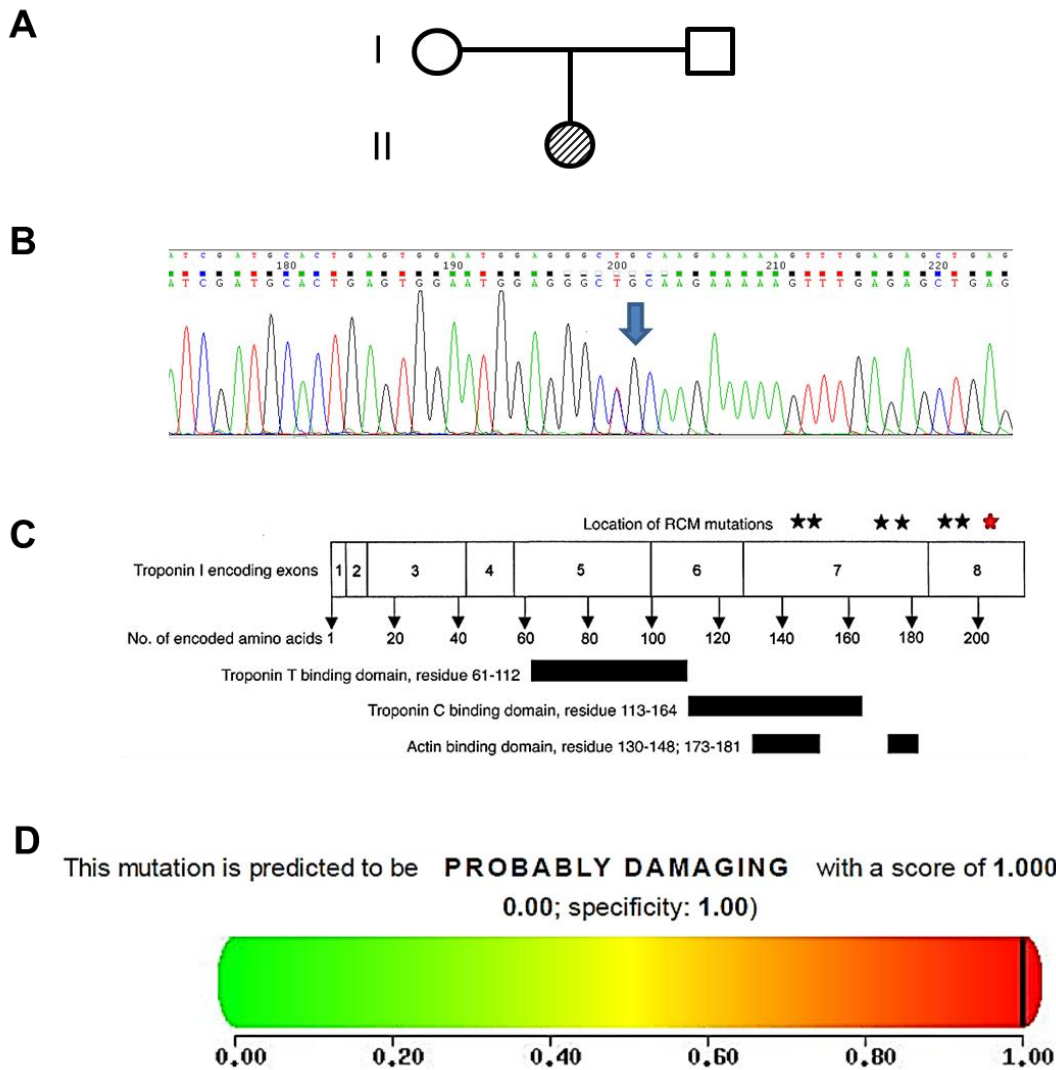 A
I
II
B
A T C G A T G C A C T G A G T G G A A T G G A G G G C T G C A A G A A A A A G T T T G A G A G C T G A G
180 190 200 210 220
A T C G A T G C A C T G A G T G G A A T G G A G G G C T G C A A G A A A A A G T T T G A G A G C T G A G
C
Location of RCM mutations
Troponin I encoding exons 1 2 3 4 5 6 7 8
No. of encoded amino acids 1 20 40 60 80 100 120 140 160 180 200
Troponin T binding domain, residue 61-112
Troponin C binding domain, residue 113-164
Actin binding domain, residue 130-148; 173-181
D
This mutation is predicted to be PROBABLY DAMAGING with a score of 1.000
0.00; specificity: 1.00)
0.00 0.20 0.40 0.60 0.80 1.00